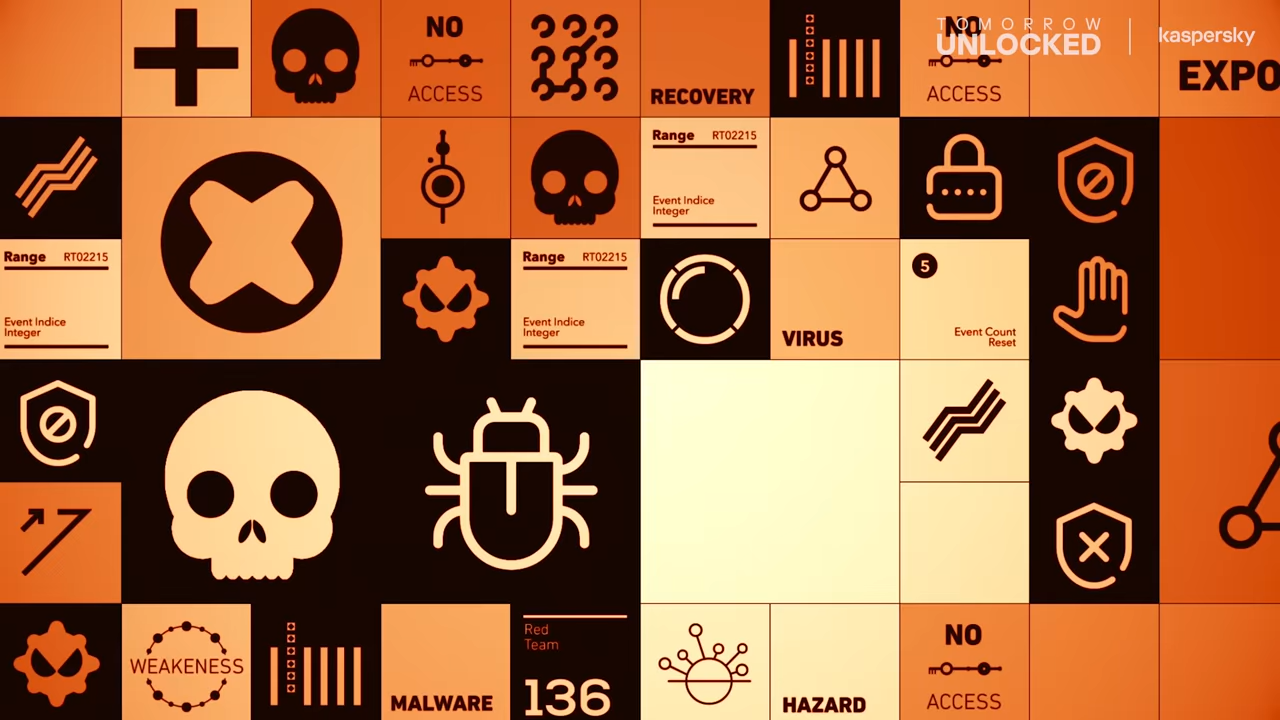 NO
ACCESS
RECOVERY
NO
ACCESS
TOMORROW
UNLOCKED
kaspersky
EXPO
Range RT02215
Event Indice
Integer
Range RT02215
Event Indice
Integer
Range RT02215
Event Indice
Integer
VIRUS
5
Event Count
Reset
WEAKENESS
MALWARE
Red
Team
136
HAZARD
NO
ACCESS